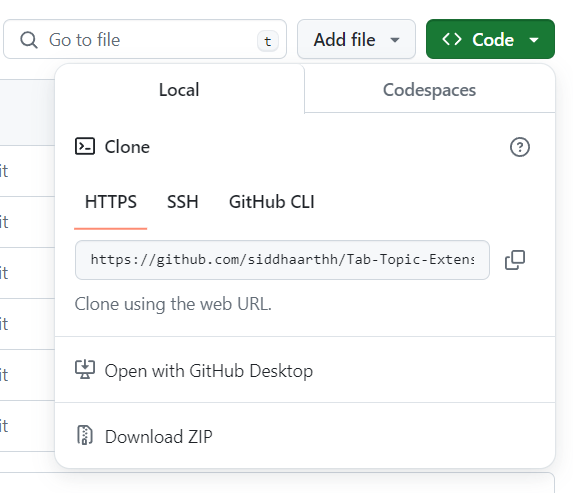 Go to file
t
Add file
Code
Local
Codespaces
Clone
HTTPS
SSH
GitHub CLI
https://github.com/siddhaarthh/Tab-Topic-Extens
Clone using the web URL.
Open with GitHub Desktop
Download ZIP
it
it
it
it
it
it